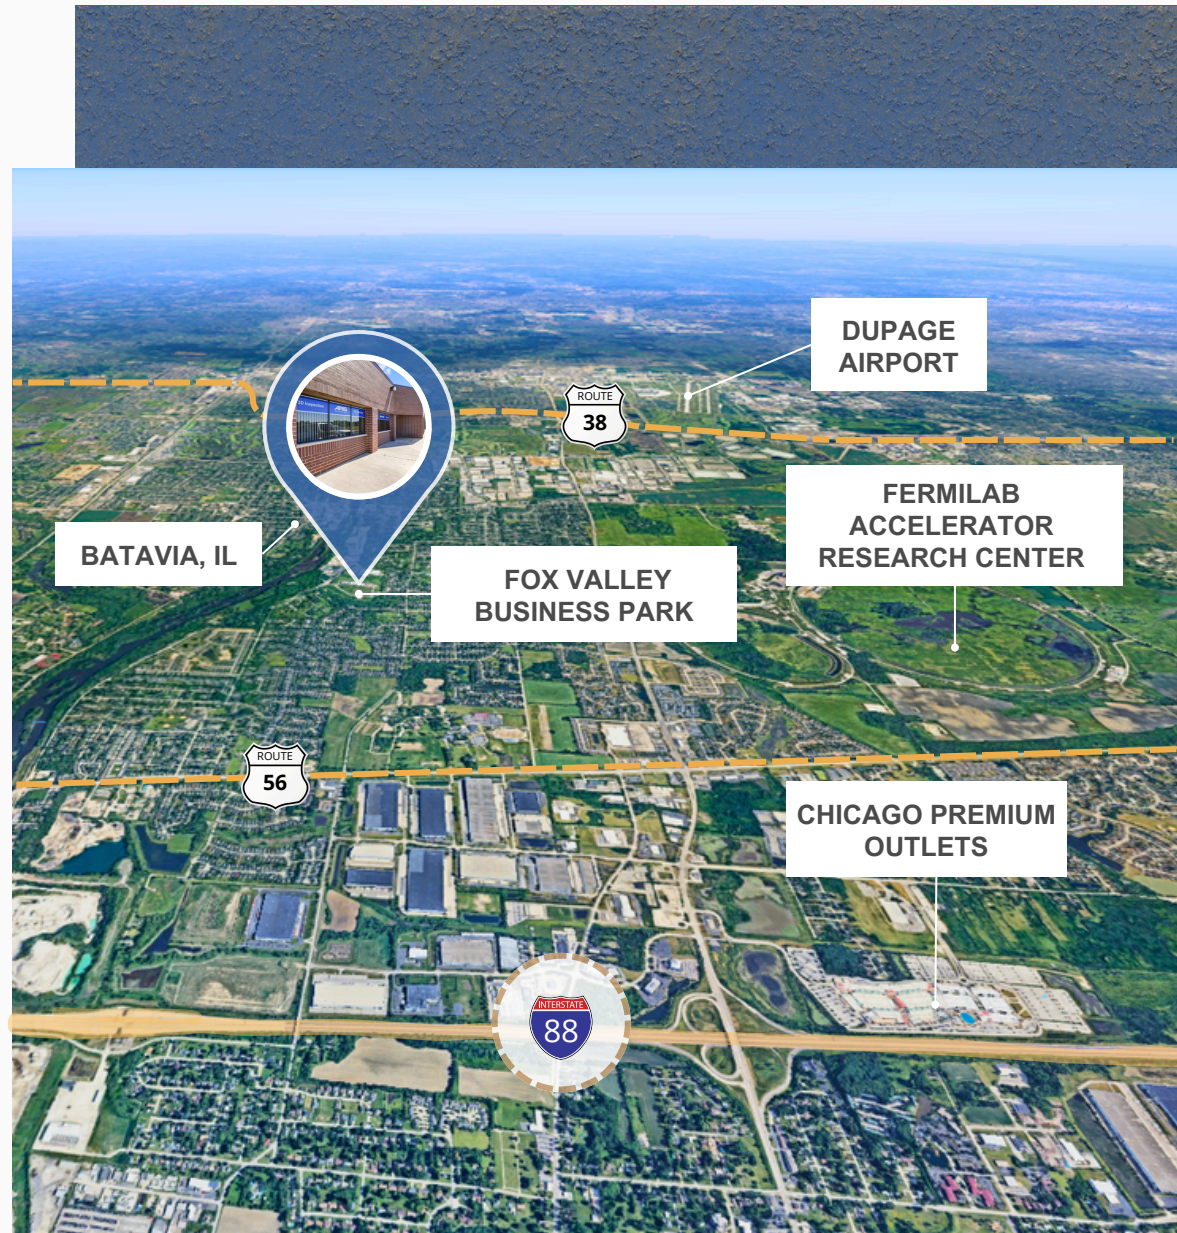 DUPAGE
AIRPORT
ROUTE
38
FERMILAB
ACCELERATOR
RESEARCH CENTER
BATAVIA, IL
FOX VALLEY
BUSINESS PARK
ROUTE
56
CHICAGO PREMIUM
OUTLETS
INTERSTATE
88